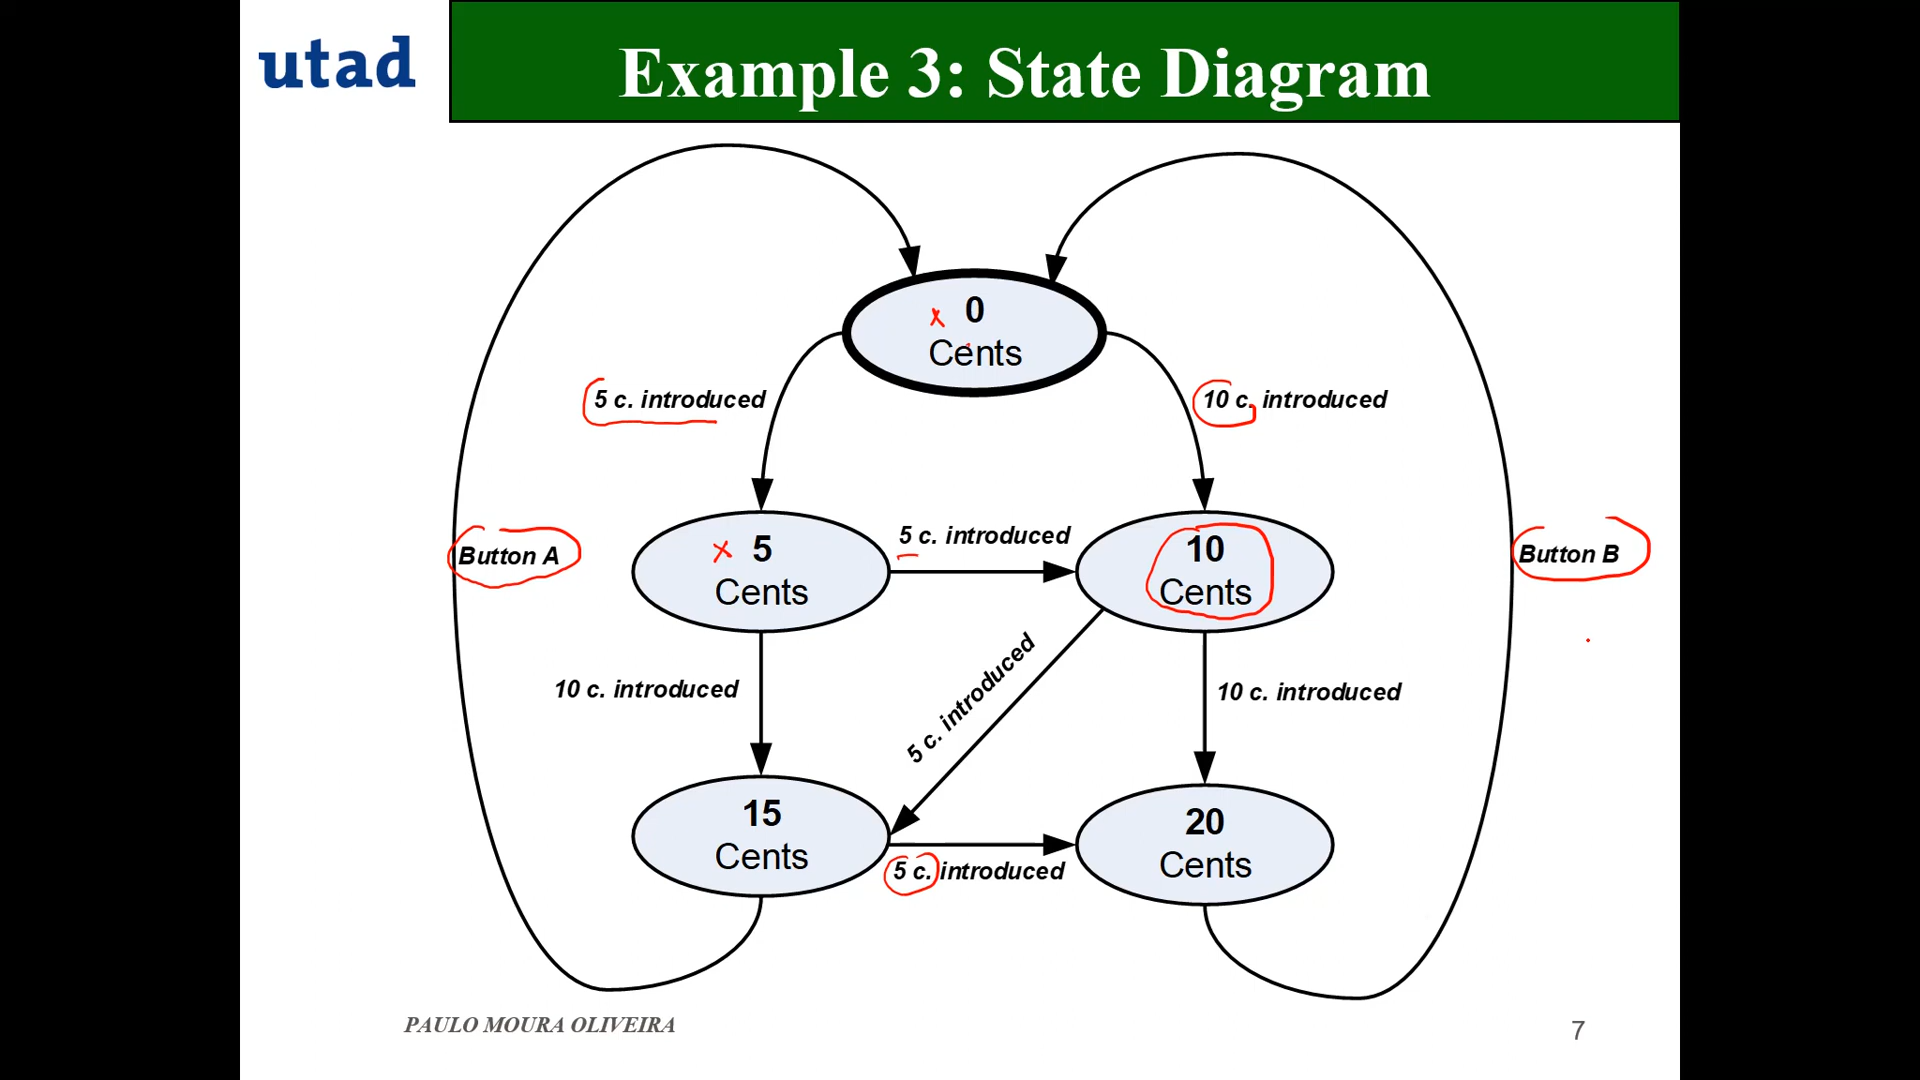 utad
Example 3: State Diagram
0
Cents
5 c. introduced
10 c. introduced
Button A
5
Cents
5 c. introduced
10
Cents
Button B
10 c. introduced
5 c. introduced
10 c. introduced
15
Cents
5 c. introduced
20
Cents
PAULO MOURA OLIVEIRA
7